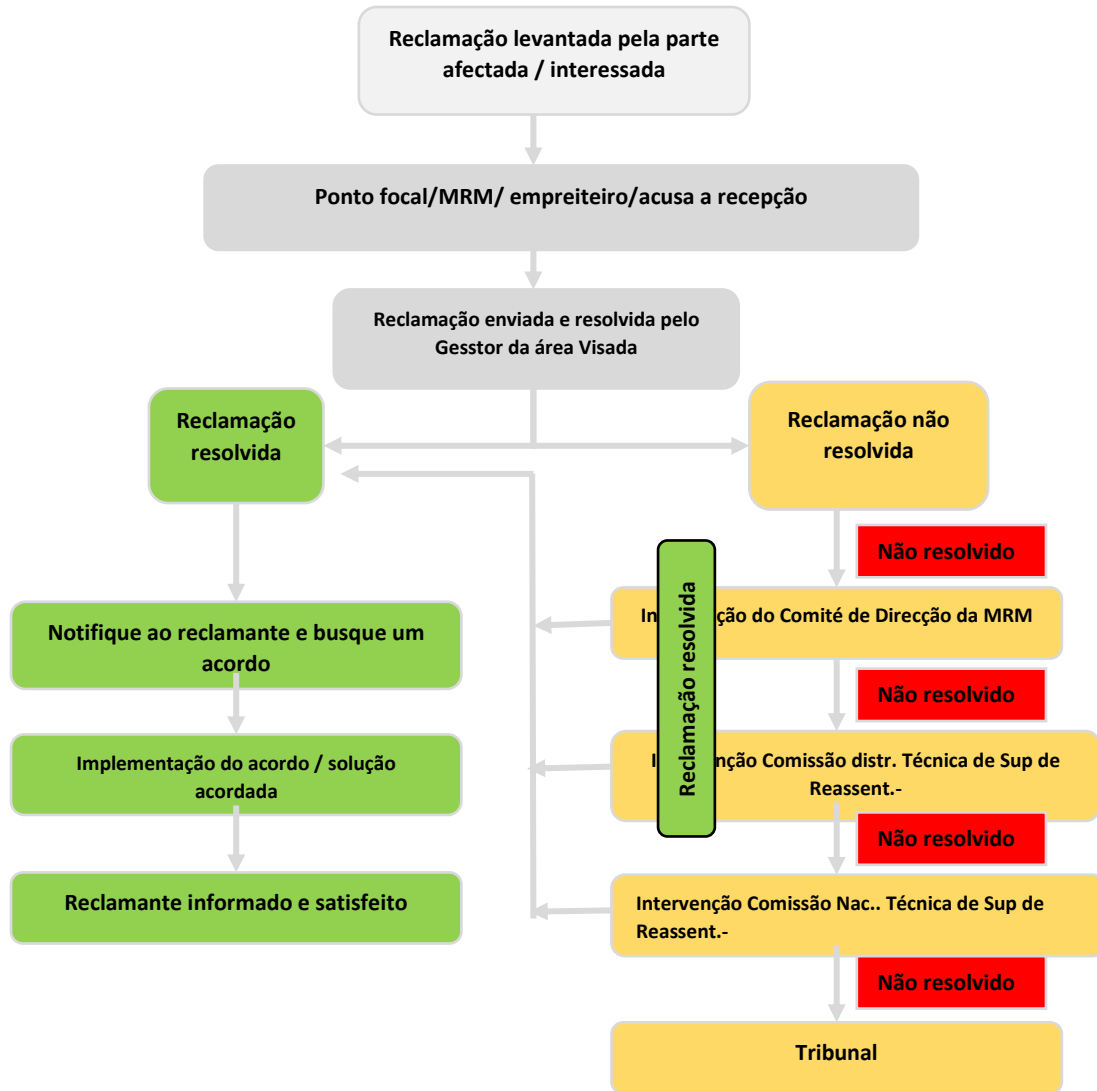 Reclamação levantada pela parte
afectada / interessada
Ponto focal/MRM/ empreiteiro/acusa a recepção
Reclamação enviada e resolvida pelo
Gesstor da área Visada
Reclamação
resolvida
Reclamação não
resolvida
Não resolvido
Reclamação resolvida
do Comité de Direcção da MRM
Notifique ao reclamante e busque um
acordo
Não resolvido
Implementação do acordo / solução
acordada
Comissão distr. Técnica de Sup de
Reassent.-
Não resolvido
Reclamante informado e satisfeito
Intervenção Comissão Nac.. Técnica de Sup de
Reassent.-
Não resolvido
Tribunal